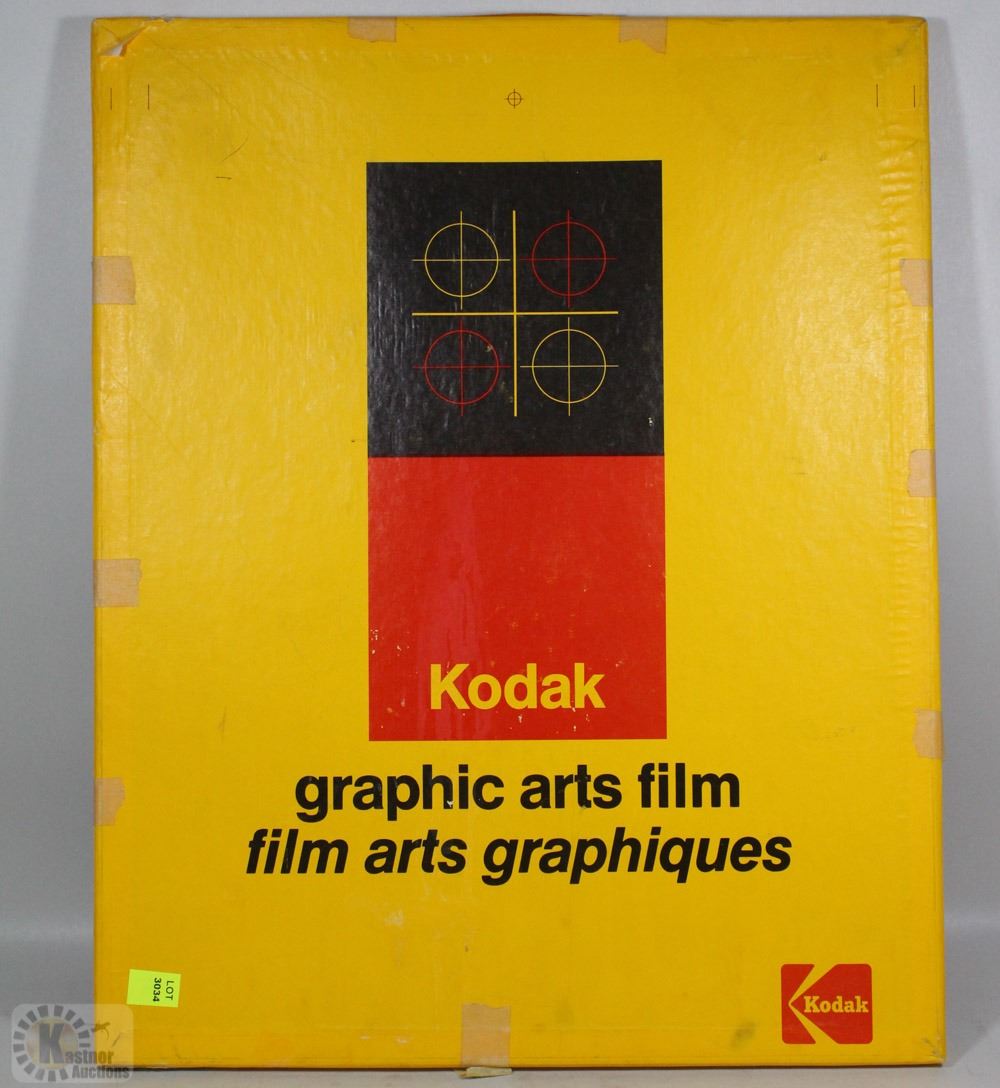 Kodak
graphic arts film
film arts graphiques
Kodak
LOT
3034
Kastner
Auctions